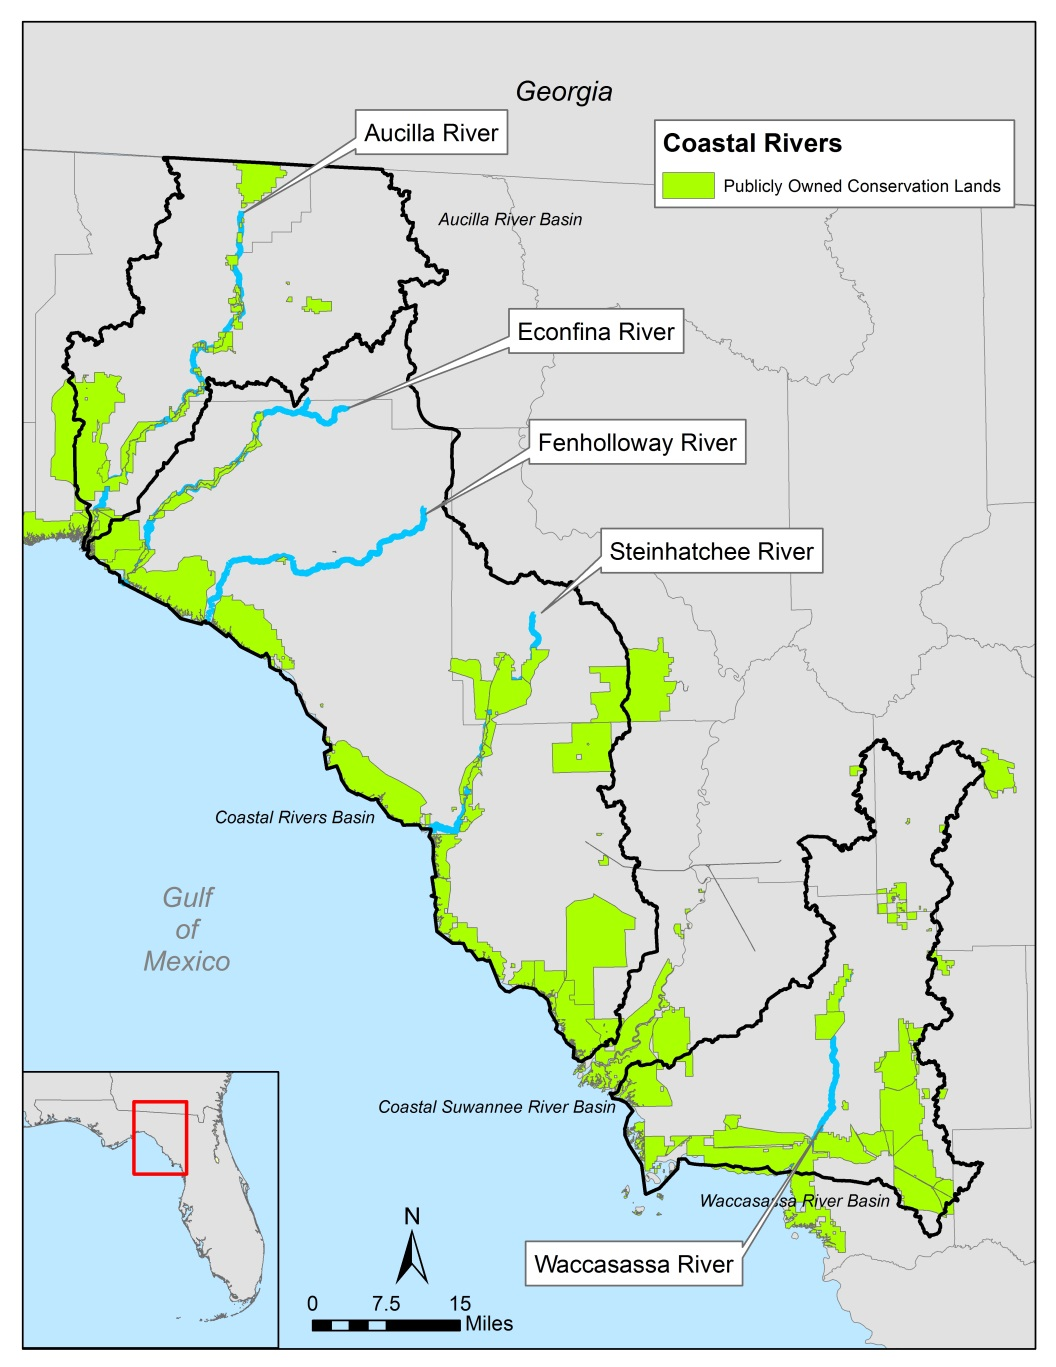 Georgia
Aucilla River
Coastal Rivers
Publicly Owned Conservation Lands
Aucilla River Basin
Econfina River
Fenholloway River
Steinhatchee River
Coastal Rivers Basin
Gulf
of
Mexico
Coastal Suwannee River Basin
Waccasassa River Basin
N
Waccasassa River
0 7.5 15
Miles